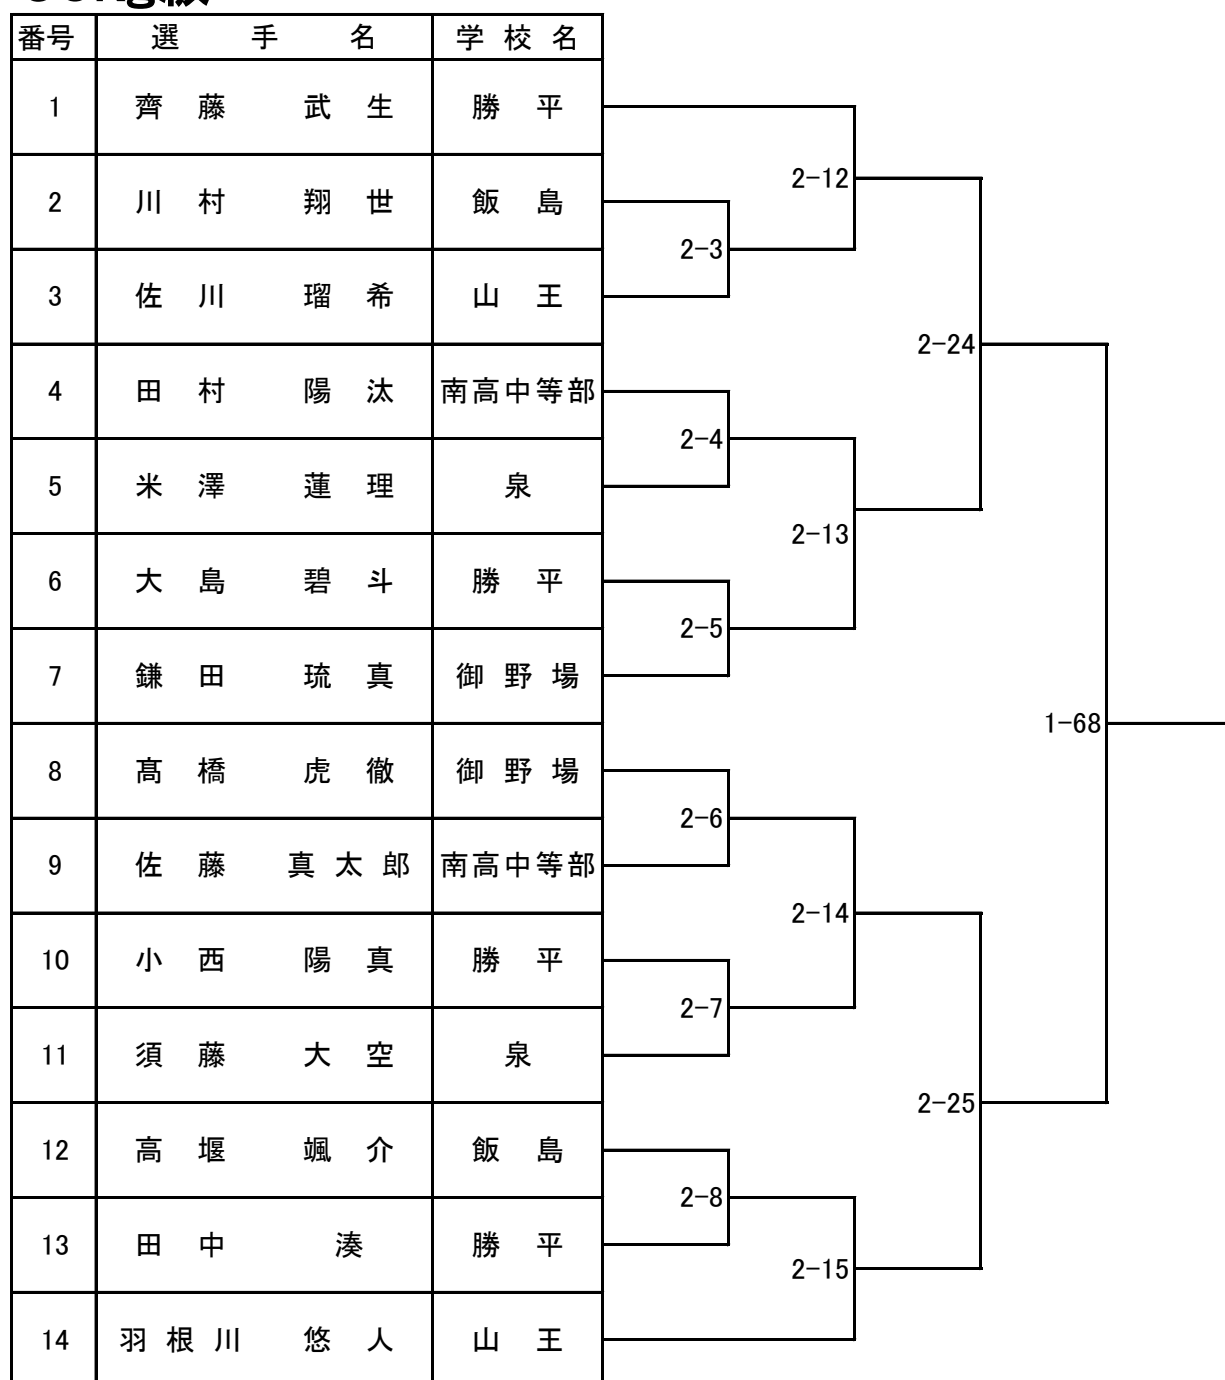 番号 選手名 学校名
1 齊藤 武生 勝平
2 川村 翔世 飯島
3 佐川 瑠希 山王
4 田村 陽汰 南高中等部
5 米澤 蓮理 泉
6 大島 碧斗 勝平
7 鎌田 琉真 御野場
8 髙橋 虎徹 御野場
9 佐藤 真太郎 南高中等部
10 小西 陽真 勝平
11 須藤 大空 泉
12 高堰 颯介 飯島
13 田中 湊 勝平
14 羽根川 悠人 山王
2-12
2-3
2-24
2-4
2-13
2-5
1-68
2-6
2-14
2-7
2-25
2-8
2-15